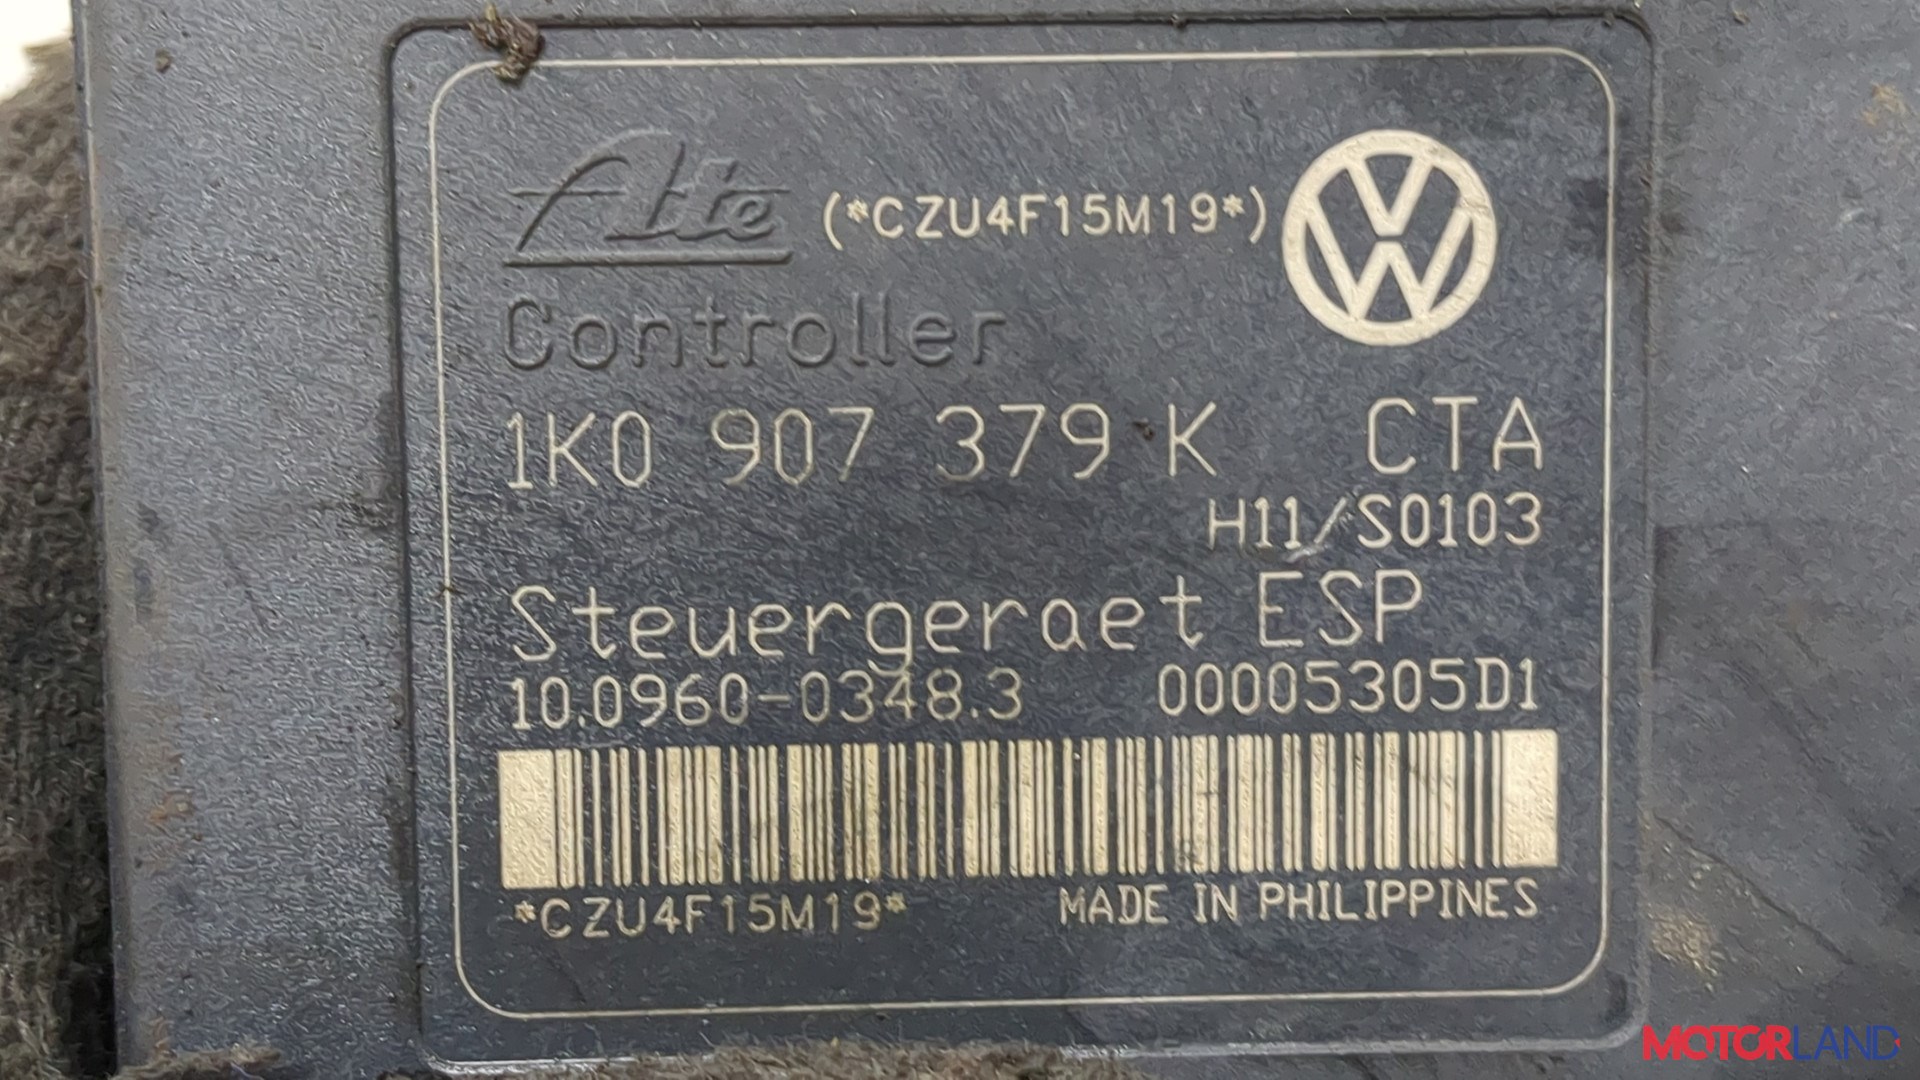 Ate (*CZU4F15M19*)
Controller
1K0 907 379 K CTA
H11/S0103
Steuergeraet ESP
10.0960-0348.3 00005305D1
*CZU4F15M19* MADE IN PHILIPPINES
MOTORLAND